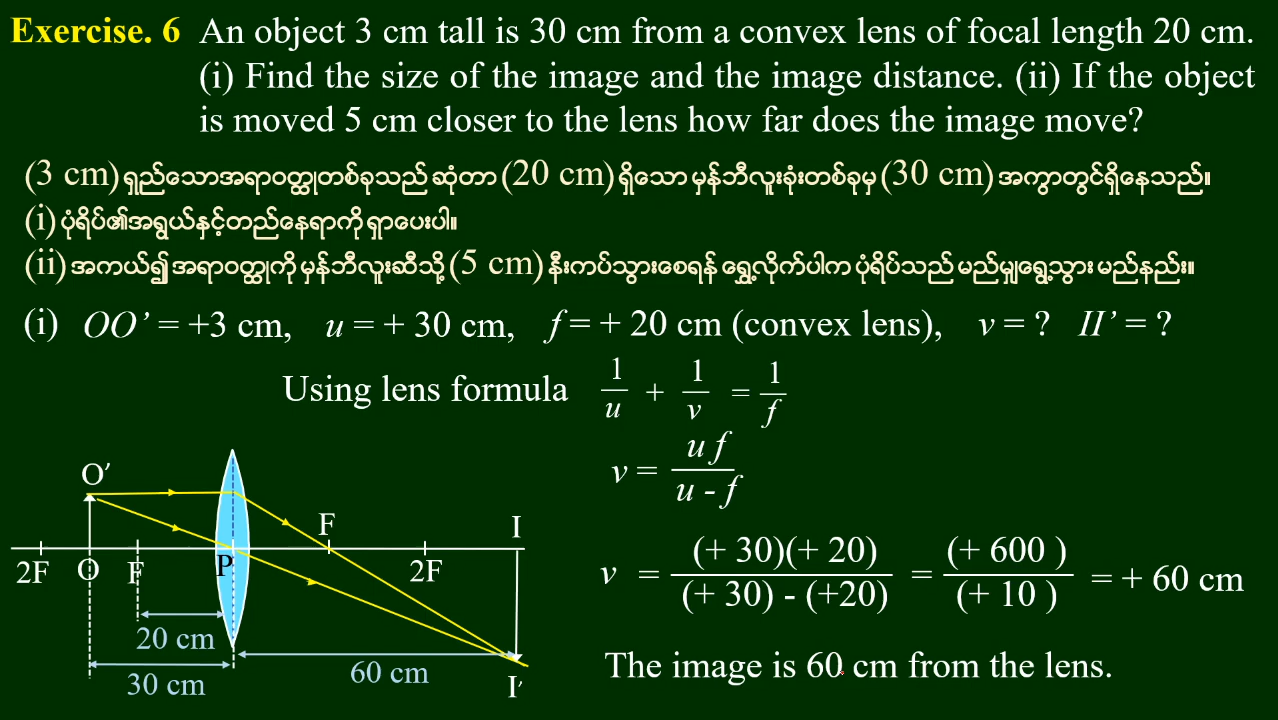 Exercise. 6 An object 3 cm tall is 30 cm from a convex lens of focal length 20 cm.
(i) Find the size of the image and the image distance. (ii) If the object
is moved 5 cm closer to the lens how far does the image move?
(3 cm) ရှည်သောအရာဝတ္ထုတစ်ခုသည် ဆုံတာ (20 cm) ရှိသော မှန်ဘီလူးခုံးတစ်ခုမှ (30 cm) အကွာတွင်ရှိနေသည်။
(i) ပုံရိပ်၏အရွယ်နှင့်တည်နေရာကို ရှာပေးပါ။
(ii) အကယ်၍ အရာဝတ္ထုကို မှန်ဘီလူးဆီသို့ (5 cm) နီးကပ်သွားစေရန် ရွှေ့လိုက်ပါက ပုံရိပ်သည် မည်မျှရွေ့သွား မည်နည်း။
(i) OO’ = +3 cm, u = + 30 cm, f = + 20 cm (convex lens), v = ? II’ = ?
Using lens formula 1/u + 1/v = 1/f
v = u f / u - f
v = (+ 30)(+ 20) / (+ 30) - (+20) = (+ 600 ) / (+ 10 ) = + 60 cm
The image is 60 cm from the lens.
O’
F
I
2F
O
F
P
2F
20 cm
30 cm
60 cm
I’